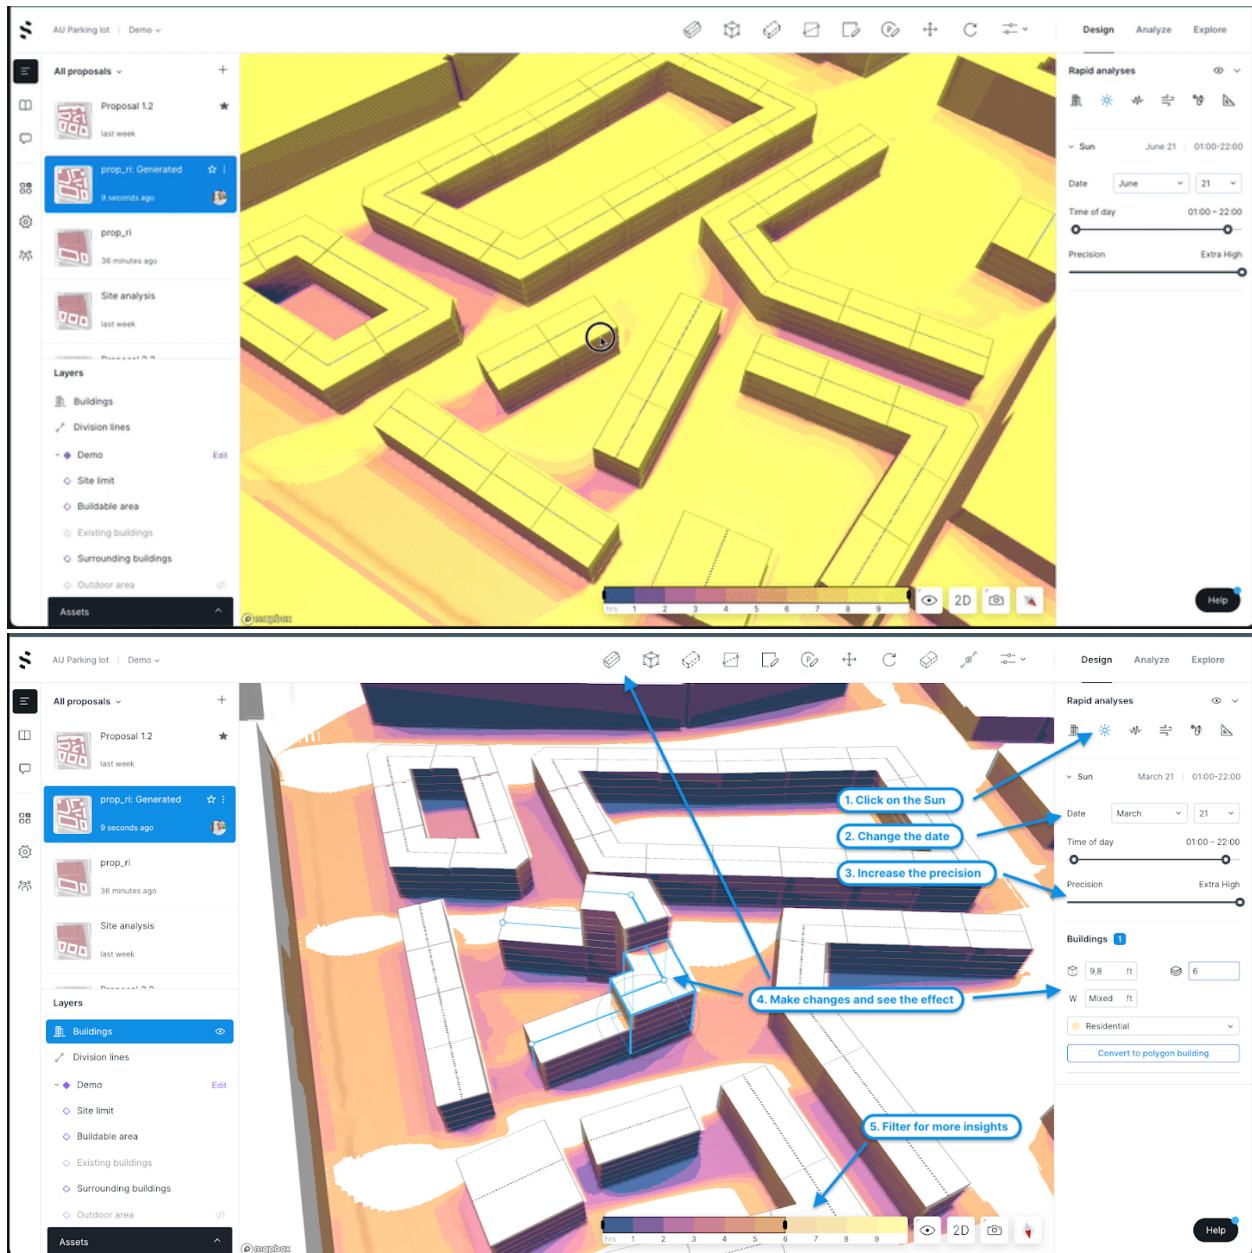 AU Parking lot
Demo
Design
Analyze
Explore
All proposals
Proposal 1.2
last week
prop_ri: Generated
9 seconds ago
prop_ri
36 minutes ago
Site analysis
last week
Proposal 2.2
Layers
Buildings
Division lines
Demo
Edit
Site limit
Buildable area
Existing buildings
Surrounding buildings
Outdoor area
Assets
Rapid analyses
Sun
June 21
01:00-22:00
Date
June
21
Time of day
01:00 – 22:00
Precision
Extra High
mapbox
hrs 1 2 3 4 5 6 7 8 9
2D
Help
AU Parking lot
Demo
Design
Analyze
Explore
All proposals
Proposal 1.2
last week
prop_ri: Generated
9 seconds ago
prop_ri
36 minutes ago
Site analysis
last week
Layers
Buildings
Division lines
Demo
Edit
Site limit
Buildable area
Existing buildings
Surrounding buildings
Outdoor area
Assets
1. Click on the Sun
2. Change the date
3. Increase the precision
4. Make changes and see the effect
5. Filter for more insights
Rapid analyses
Sun
March 21
01:00-22:00
Date
March
21
Time of day
01:00 – 22:00
Precision
Extra High
Buildings 1
9,8 ft
6
W Mixed ft
Residential
Convert to polygon building
mapbox
hrs 1 2 3 4 5 6 7 8 9
2D
Help